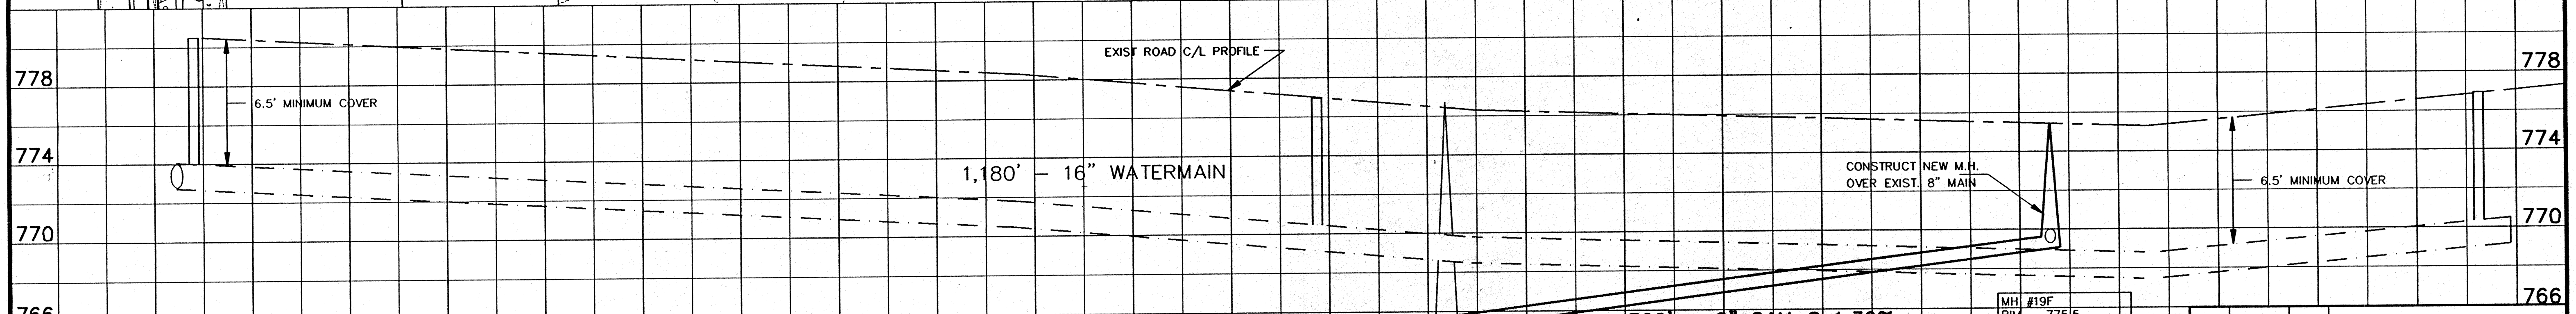 EXIST ROAD C/L PROFILE
778
778
6.5' MINIMUM COVER
774
774
1,180' – 16" WATERMAIN
CONSTRUCT NEW M.H.
OVER EXIST. 8" MAIN
6.5' MINIMUM COVER
770
770
766
766
MH #19F